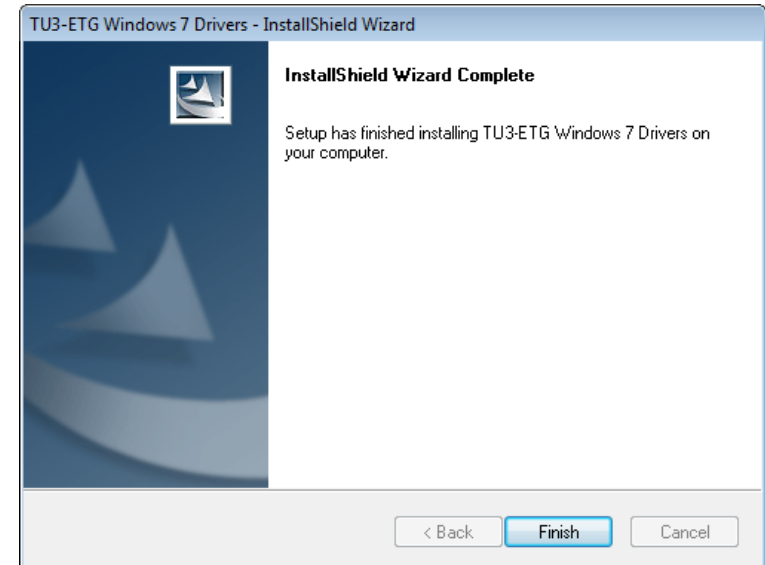 TU3-ETG Windows 7 Drivers - InstallShield Wizard
InstallShield Wizard Complete
Setup has finished installing TU3-ETG Windows 7 Drivers on
your computer.
< Back
Finish
Cancel